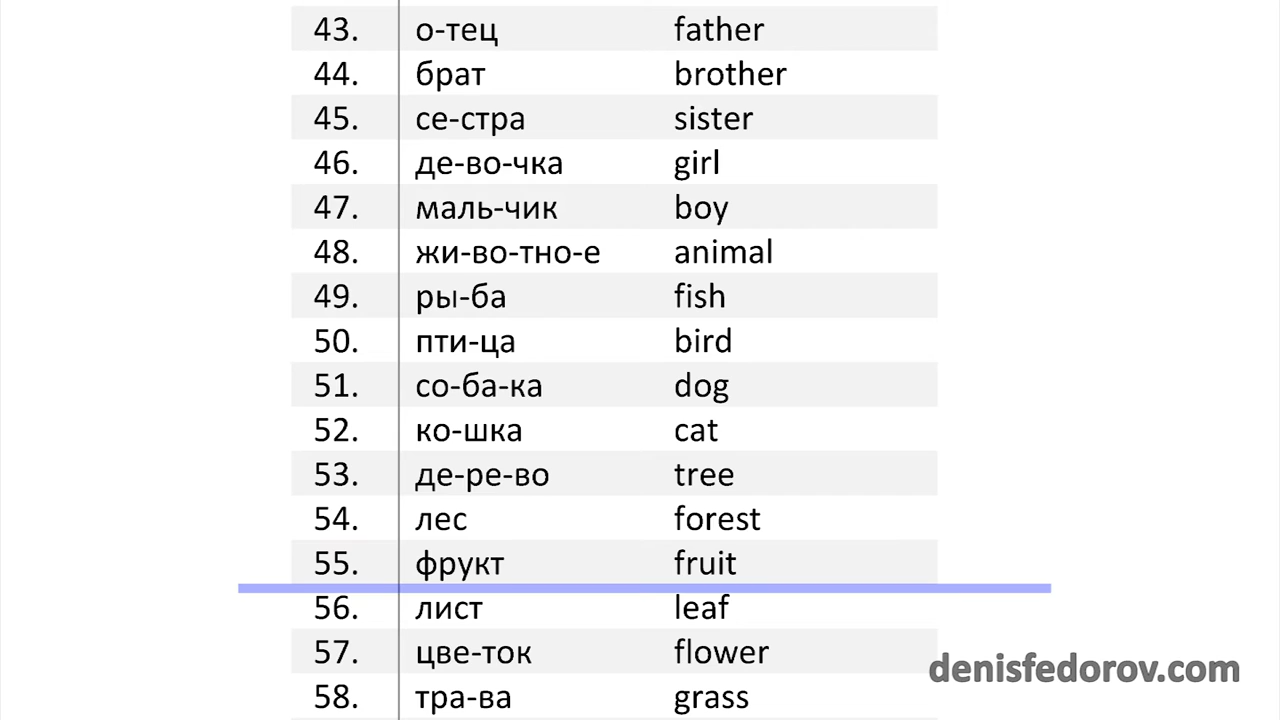 43. о-тец father
44. брат brother
45. се-стра sister
46. де-во-чка girl
47. маль-чик boy
48. жи-во-тно-е animal
49. ры-ба fish
50. пти-ца bird
51. со-ба-ка dog
52. ко-шка cat
53. де-ре-во tree
54. лес forest
55. фрукт fruit
56. лист leaf
57. цве-ток flower
58. тра-ва grass
denisfedorov.com